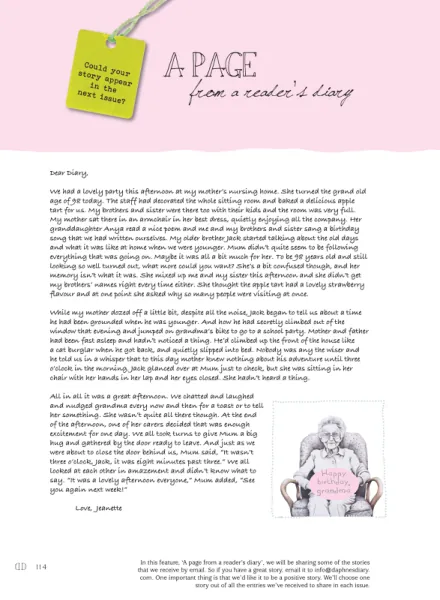 Could your
story appear
in the
next issue?
A PAGE
from a reader's diary
Dear Diary,
We had a lovely party this afternoon at my mother's nursing home. She turned the grand old
age of 98 today. The staff had decorated the whole sitting room and baked a delicious apple
tart for us. My brothers and sister were there too with their kids and the room was very full.
My mother sat there in an armchair in her best dress, quietly enjoying all the company. Her
granddaughter Anya read a nice poem and me and my brothers and sister sang a birthday
song that we had written ourselves. My older brother Jack started talking about the old days
and what it was like at home when we were younger. Mum didn't quite seem to be following
everything that was going on. Maybe it was all a bit much for her. To be 98 years old and still
looking so well turned out, what more could you want? She's a bit confused though, and her
memory isn't what it was. She mixed up me and my sister this afternoon and she didn't get
my brothers' names right every time either. She thought the apple tart had a lovely strawberry
flavour and at one point she asked why so many people were visiting at once.
While my mother dozed off a little bit, despite all the noise, Jack began to tell us about a time
he had been grounded when he was younger. And how he had secretly climbed out of the
window that evening and jumped on grandma's bike to go to a school party. Mother and father
had been fast asleep and hadn't noticed a thing. He'd climbed up the front of the house like
a cat burglar when he got back, and quietly slipped into bed. Nobody was any the wiser and
he told us in a whisper that to this day mother knew nothing about his adventure until three
o'clock in the morning. Jack glanced over at Mum just to check, but she was sitting in her
chair with her hands in her lap and her eyes closed. She hadn't heard a thing.
All in all it was a great afternoon. We chatted and laughed
and nudged grandma every now and then for a toast or to tell
her something. She wasn't quite all there though. At the end
of the afternoon, one of her carers decided that was enough
excitement for one day. We all took turns to give Mum a big
hug and gathered by the door ready to leave. And just as we
were about to close the door behind us, Mum said, "It wasn't
three o'clock, Jack, it was eight minutes past three." We all
looked at each other in amazement and didn't know what to
say. "It was a lovely afternoon everyone," Mum added, "See
you again next week!"
Love, Jeanette
Happy
birthday,
grandma
114
In this feature, 'A page from a reader's diary', we will be sharing some of the stories
that we receive by email. So if you have a great story, email it to info@daphnesdiary.
com. One important thing is that we'd like it to be a positive story. We'll choose one
story out of all the entries we've received to share in each issue.